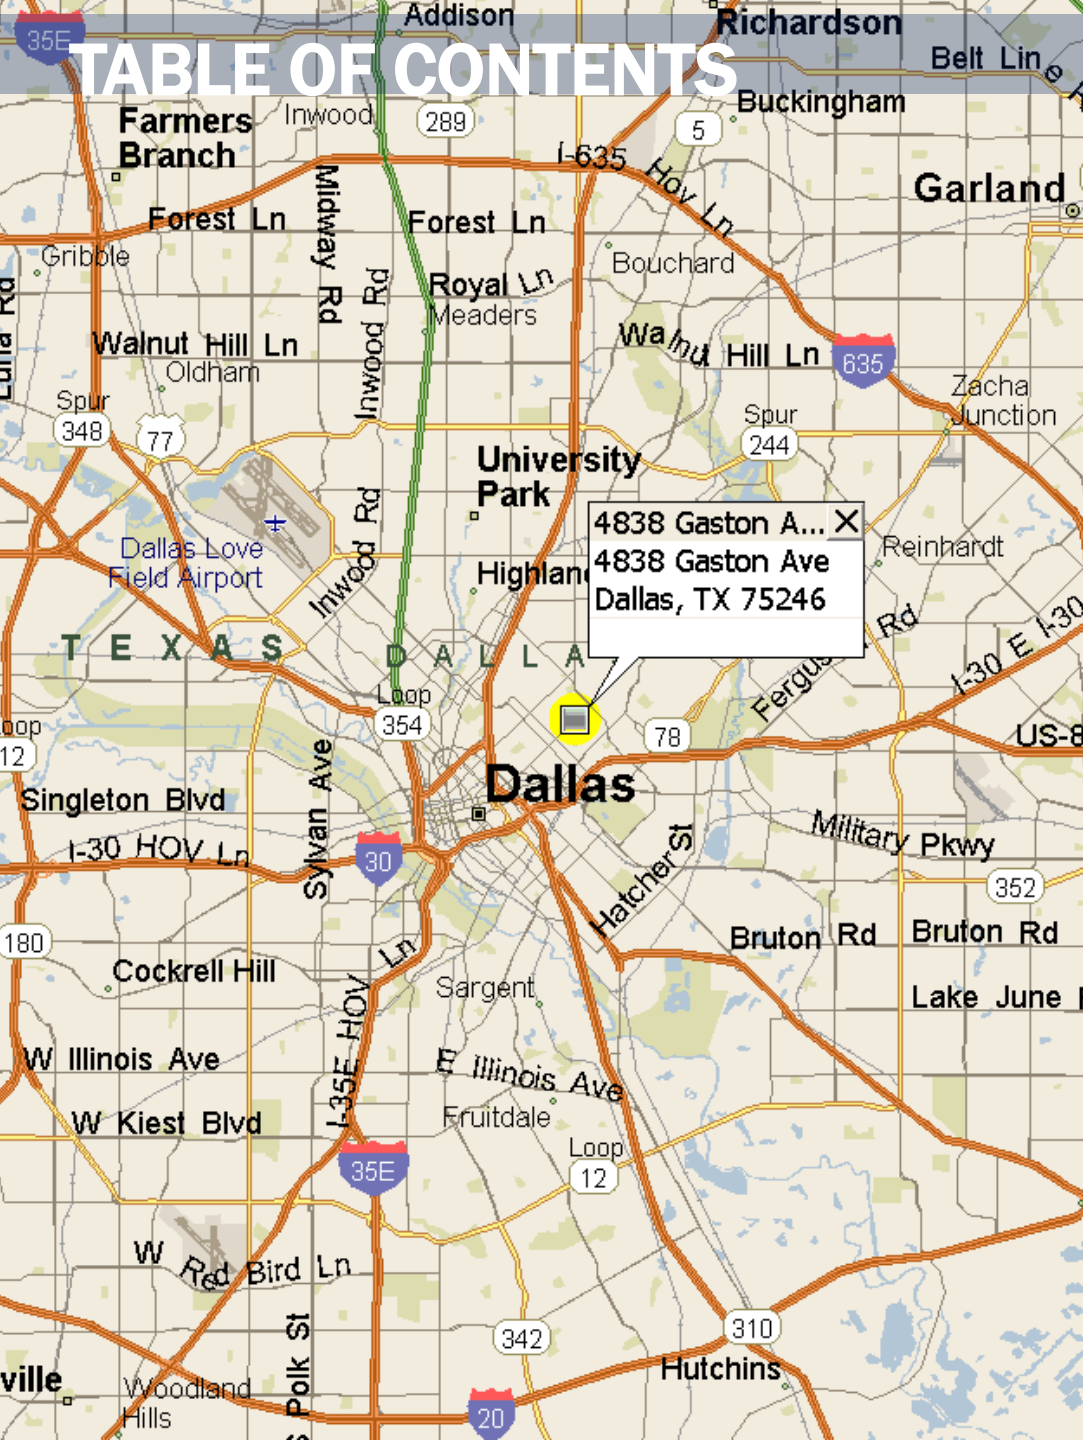 Addison
Richardson
35E
TABLE OF CONTENTS
Belt Lin
Buckingham
Inwood
289
5
Farmers
Branch
I-635
Hov Ln
Garland
Midway Rd
Forest Ln
Forest Ln
Gribble
Bouchard
Inwood Rd
Royal Ln
Meaders
Luna Rd
Walnut Hill Ln
Walnut Hill Ln
635
Oldham
Zacha
Junction
Spur
348
77
Spur
244
University
Park
Inwood Rd
4838 Gaston A...
4838 Gaston Ave
Dallas, TX 75246
Reinhardt
Dallas Love
Field Airport
Highland
TEXAS
DALLA
Rd
I-30 E I-30
Loop
354
Loop
12
78
US-8
Sylvan Ave
Dallas
Singleton Blvd
I-30 HOV Ln
30
Military Pkwy
Hatcher St
352
180
Bruton Rd
Bruton Rd
Cockrell Hill
I-35E HOV Ln
Sargent
Lake June
W Illinois Ave
E Illinois Ave
W Kiest Blvd
Fruitdale
Loop
12
35E
W Red Bird Ln
S Polk St
342
310
Hutchins
ville
Woodland
Hills
20